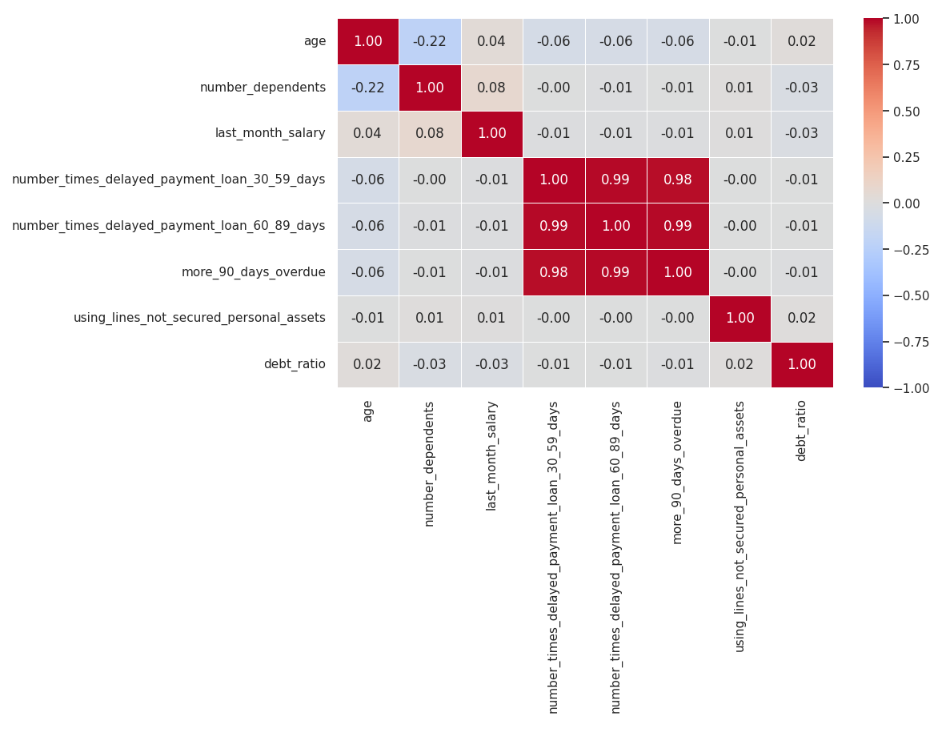 age 1.00 -0.22 0.04 -0.06 -0.06 -0.06 -0.01 0.02
number_dependents -0.22 1.00 0.08 -0.00 -0.01 -0.01 0.01 -0.03
last_month_salary 0.04 0.08 1.00 -0.01 -0.01 -0.01 0.01 -0.03
number_times_delayed_payment_loan_30_59_days -0.06 -0.00 -0.01 1.00 0.99 0.98 -0.00 -0.01
number_times_delayed_payment_loan_60_89_days -0.06 -0.01 -0.01 0.99 1.00 0.99 -0.00 -0.01
more_90_days_overdue -0.06 -0.01 -0.01 0.98 0.99 1.00 -0.00 -0.01
using_lines_not_secured_personal_assets -0.01 0.01 0.01 -0.00 -0.00 -0.00 1.00 0.02
debt_ratio 0.02 -0.03 -0.03 -0.01 -0.01 -0.01 0.02 1.00
age
number_dependents
last_month_salary
number_times_delayed_payment_loan_30_59_days
number_times_delayed_payment_loan_60_89_days
more_90_days_overdue
using_lines_not_secured_personal_assets
debt_ratio
1.00
0.75
0.50
0.25
0.00
−0.25
−0.50
−0.75
−1.00